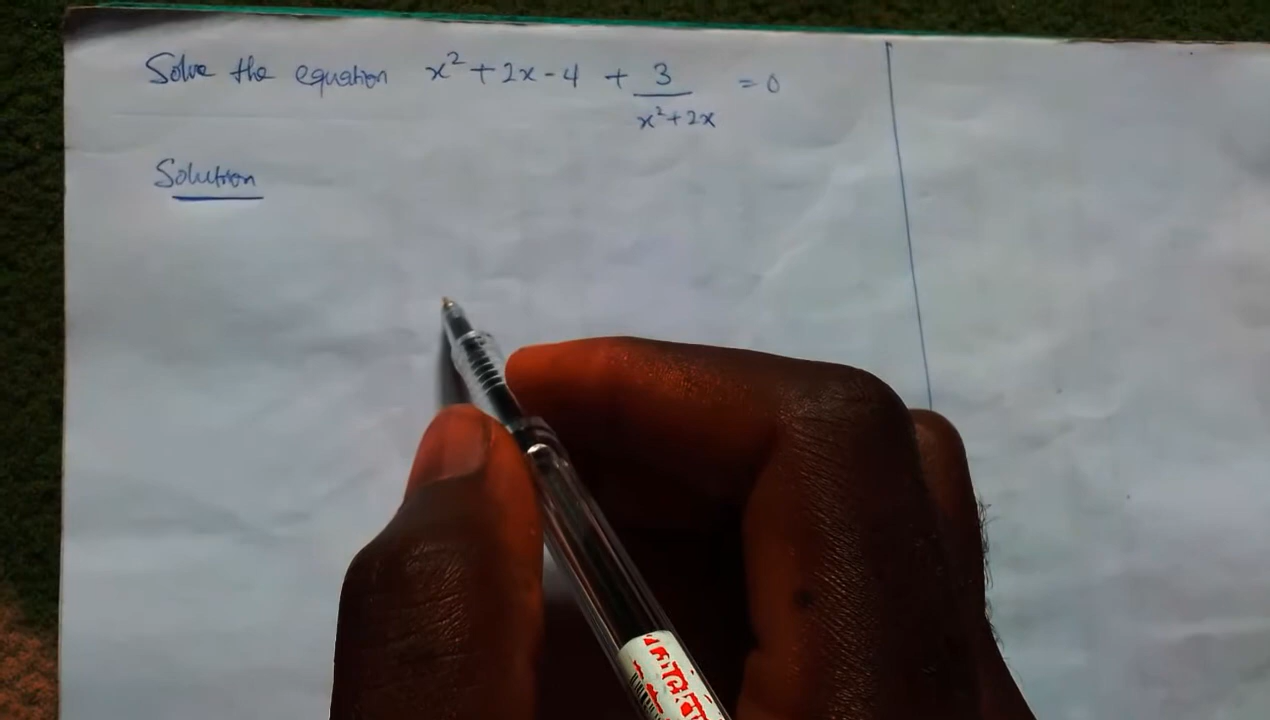 Solve the equation x² + 2x - 4 + 3/(x² + 2x) = 0
Solution